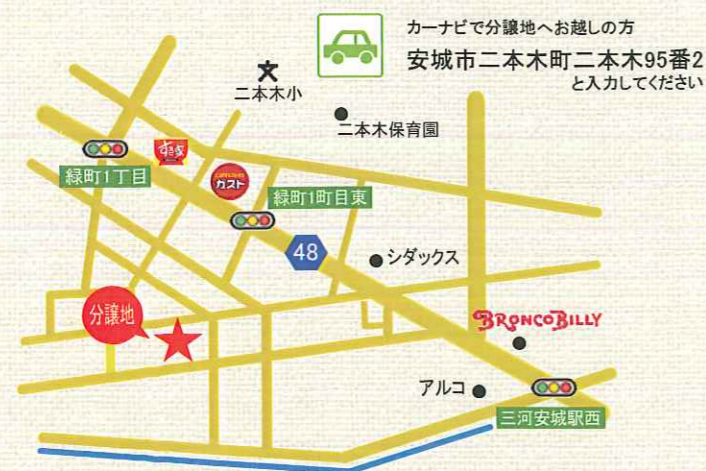 カーナビで分譲地へお越しの方
安城市二本木町二本木95番2
と入力してください
二本木小
二本木保育園
緑町1丁目
すき家
ガスト
緑町1町目東
48
シダックス
分譲地
BRONCOBILLY
アルコ
三河安城駅西